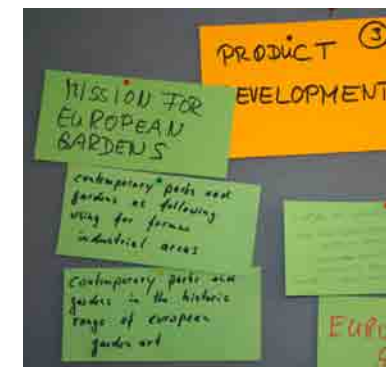 PRODUCT 3
EVELOPMENT
MISSION FOR
EUROPEAN
GARDENS
contemporary parks and
gardens as following
using for former
industrial areas
contemporary parks and
gardens in the historic
range of european
garden art
EURO
S